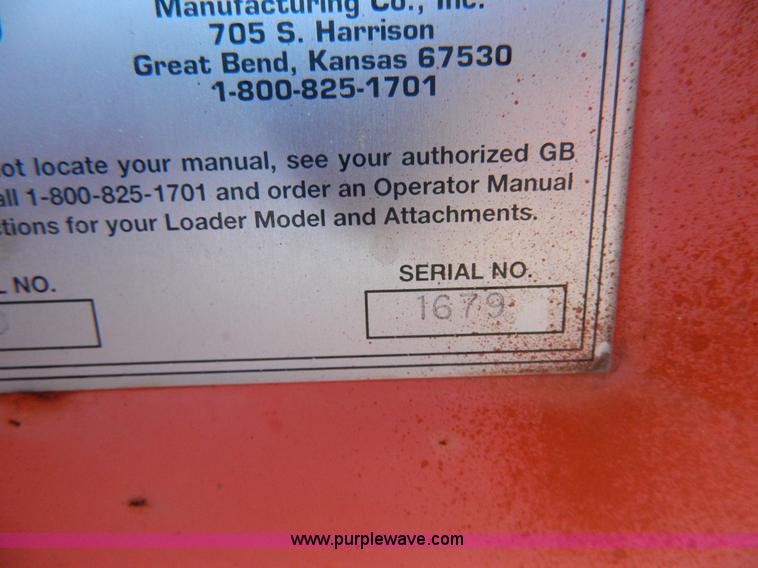 Manufacturing Co., Inc.
705 S. Harrison
Great Bend, Kansas 67530
1-800-825-1701
not locate your manual, see your authorized GB
all 1-800-825-1701 and order an Operator Manual
ctions for your Loader Model and Attachments.
L NO.
SERIAL NO.
1679
www.purplewave.com